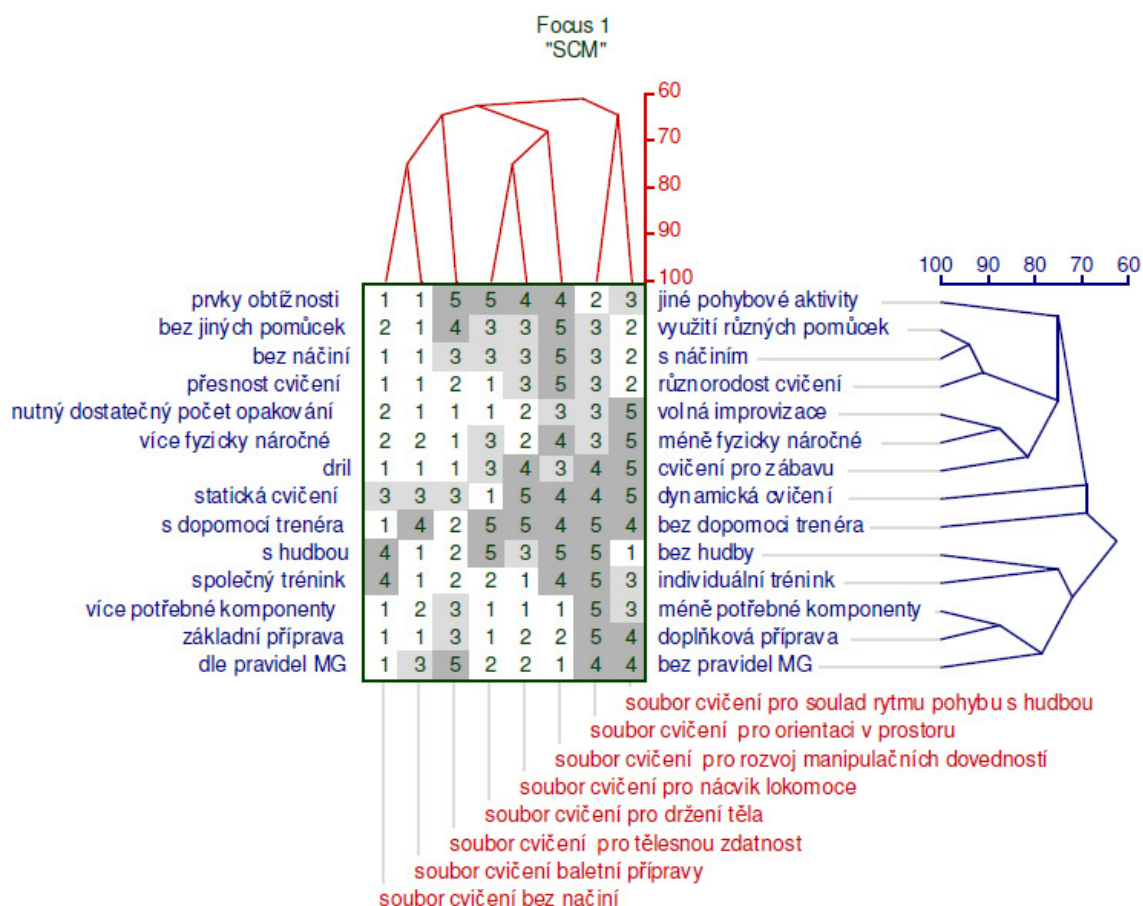 Focus 1
"SCM"
60
70
80
90
100
100 90 80 70 60
prvky obtížnosti 1 1 5 5 4 4 2 3 jiné pohybové aktivity
bez jiných pomůcek 2 1 4 3 3 5 3 2 využití různých pomůcek
bez náčiní 1 1 3 3 3 5 3 2 s náčiním
přesnost cvičení 1 1 2 1 3 5 3 2 různorodost cvičení
nutný dostatečný počet opakování 2 1 1 1 2 3 3 5 volná improvizace
více fyzicky náročné 2 2 1 3 2 4 3 5 méně fyzicky náročné
dril 1 1 1 3 4 3 4 5 cvičení pro zábavu
statická cvičení 3 3 3 1 5 4 4 5 dynamická cvičení
s dopomocí trenéra 1 4 2 5 5 4 5 4 bez dopomoci trenéra
s hudbou 4 1 2 5 3 5 5 1 bez hudby
společný trénink 4 1 2 2 1 4 5 3 individuální trénink
více potřebné komponenty 1 2 3 1 1 1 5 3 méně potřebné komponenty
základní příprava 1 1 3 1 2 2 5 4 doplňková příprava
dle pravidel MG 1 3 5 2 2 1 4 4 bez pravidel MG
soubor cvičení pro soulad rytmu pohybu s hudbou
soubor cvičení pro orientaci v prostoru
soubor cvičení pro rozvoj manipulačních dovedností
soubor cvičení pro nácvik lokomoce
soubor cvičení pro držení těla
soubor cvičení pro tělesnou zdatnost
soubor cvičení baletní přípravy
soubor cvičení bez načiní